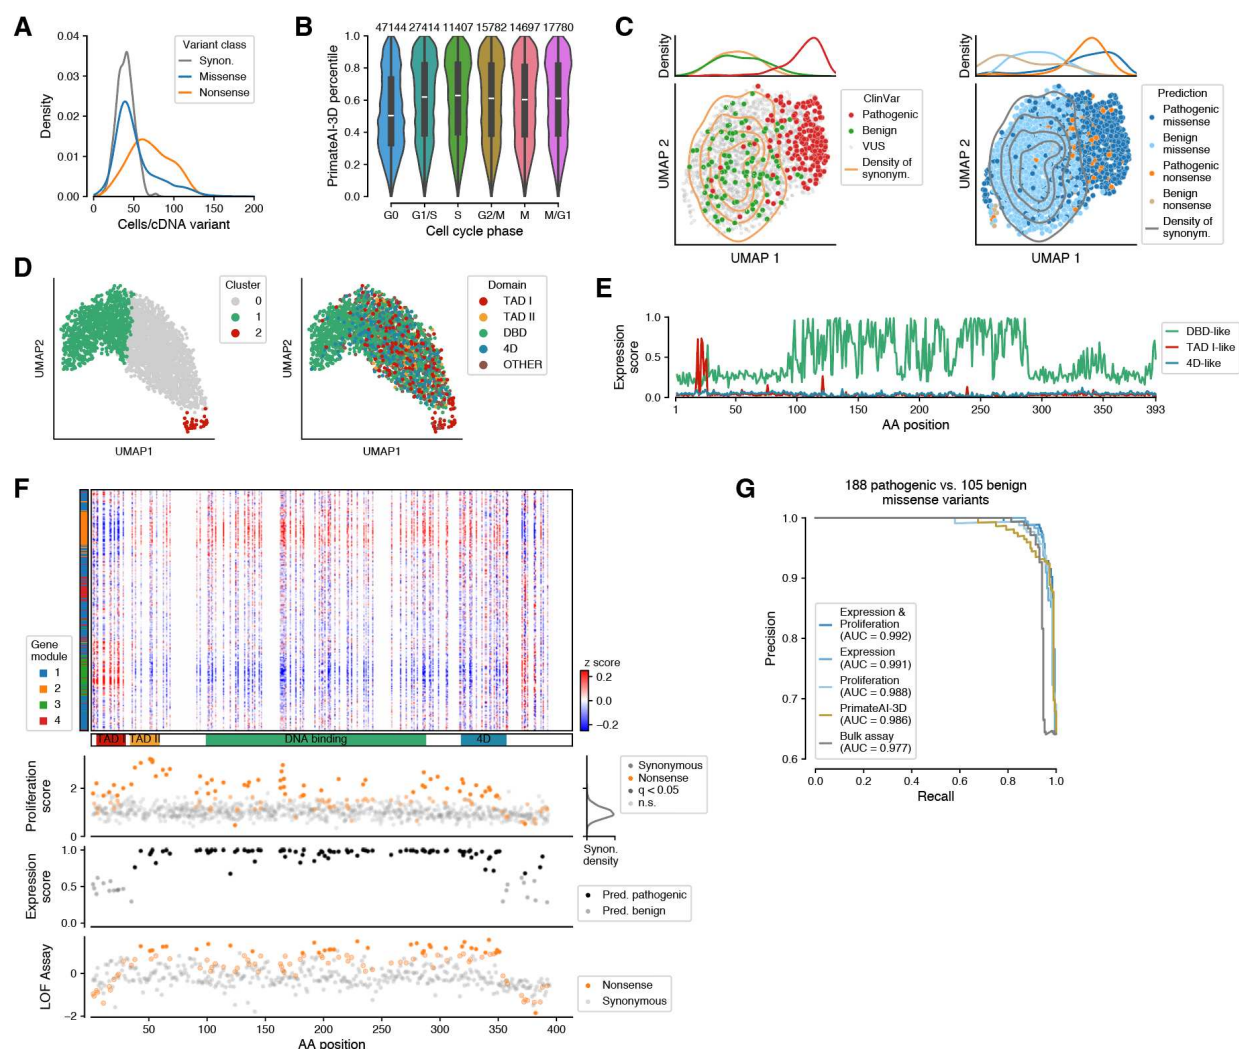 A
0.04
0.03
0.02
0.01
0.00
Density
0
50
100
150
200
Cells/cDNA variant
Variant class
Synon.
Missense
Nonsense
B
47144 27414 11407 15782 14697 17780
1.0
0.8
0.6
0.4
0.2
0.0
PrimateAI-3D percentile
G0
G1/S
S
G2/M
M
M/G1
Cell cycle phase
C
Density
UMAP 2
UMAP 1
ClinVar
Pathogenic
Benign
VUS
Density of
synonym.
Density
UMAP 2
UMAP 1
Prediction
Pathogenic
missense
Benign
missense
Pathogenic
nonsense
Benign
nonsense
Density of
synonym.
D
UMAP2
UMAP1
Cluster
0
1
2
UMAP2
UMAP1
Domain
TAD I
TAD II
DBD
4D
OTHER
E
Expression
score
1.0
0.5
0.0
1
50
100
150
200
250
300
350
393
AA position
DBD-like
TAD I-like
4D-like
F
Gene
module
1
2
3
4
z score
0.2
0.0
−0.2
TAD I
TAD II
DNA binding
4D
Proliferation
score
2
0
Synonymous
Nonsense
q < 0.05
n.s.
Synon.
density
Expression
score
1.0
0.5
0.0
Pred. pathogenic
Pred. benign
LOF Assay
0
−2
Nonsense
Synonymous
50
100
150
200
250
300
350
400
AA position
G
188 pathogenic vs. 105 benign
missense variants
1.0
0.9
0.8
0.7
0.6
Precision
Expression &
Proliferation
(AUC = 0.992)
Expression
(AUC = 0.991)
Proliferation
(AUC = 0.988)
PrimateAI-3D
(AUC = 0.986)
Bulk assay
(AUC = 0.977)
0.0
0.2
0.4
0.6
0.8
1.0
Recall